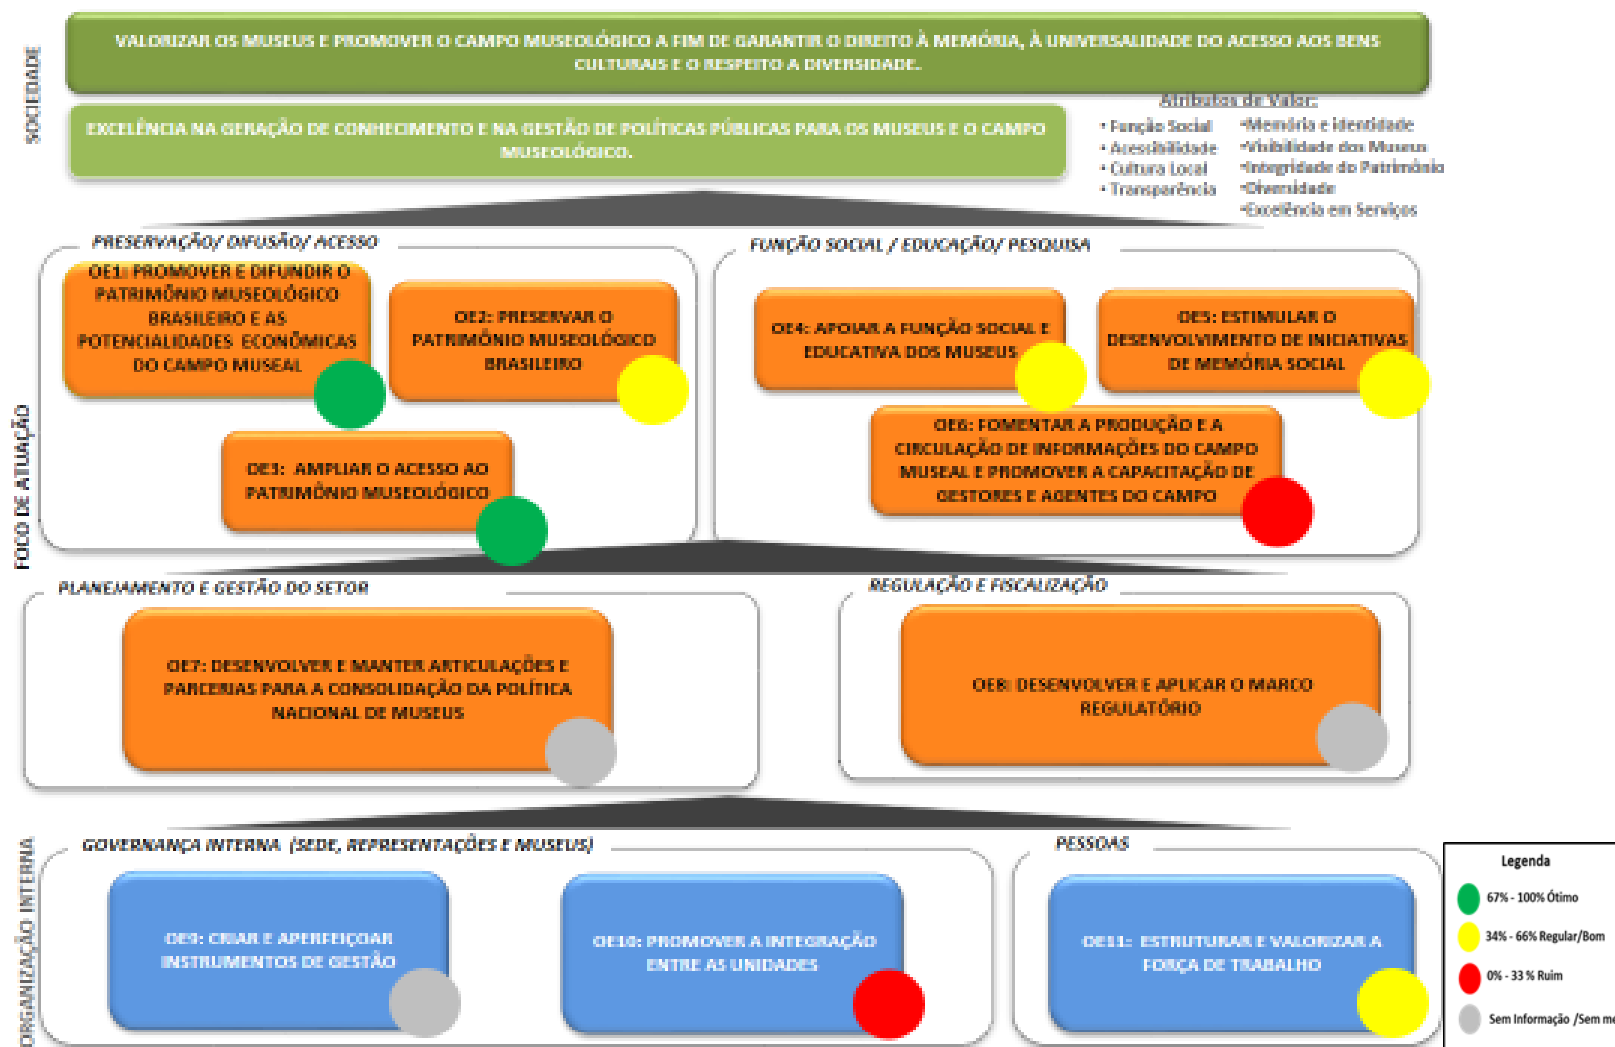 SOCIEDADE
VALORIZAR OS MUSEUS E PROMOVER O CAMPO MUSEOLÓGICO A FIM DE GARANTIR O DIREITO À MEMÓRIA, À UNIVERSALIDADE DO ACESSO AOS BENS
CULTURAIS E O RESPEITO A DIVERSIDADE.
EXCELÊNCIA NA GERAÇÃO DE CONHECIMENTO E NA GESTÃO DE POLÍTICAS PÚBLICAS PARA OS MUSEUS E O CAMPO
MUSEOLÓGICO.
Atributos de Valor:
• Função Social
• Acessibilidade
• Cultura Local
• Transparência
•Memória e identidade
•Visibilidade dos Museus
•Integridade do Patrimônio
•Diversidade
•Excelência em Serviços
FOCO DE ATUAÇÃO
PRESERVAÇÃO/ DIFUSÃO/ ACESSO
OE1: PROMOVER E DIFUNDIR O
PATRIMÔNIO MUSEOLÓGICO
BRASILEIRO E AS
POTENCIALIDADES ECONÔMICAS
DO CAMPO MUSEAL
OE2: PRESERVAR O
PATRIMÔNIO MUSEOLÓGICO
BRASILEIRO
OE3: AMPLIAR O ACESSO AO
PATRIMÔNIO MUSEOLÓGICO
FUNÇÃO SOCIAL / EDUCAÇÃO/ PESQUISA
OE4: APOIAR A FUNÇÃO SOCIAL E
EDUCATIVA DOS MUSEUS
OE5: ESTIMULAR O
DESENVOLVIMENTO DE INICIATIVAS
DE MEMÓRIA SOCIAL
OE6: FOMENTAR A PRODUÇÃO E A
CIRCULAÇÃO DE INFORMAÇÕES DO CAMPO
MUSEAL E PROMOVER A CAPACITAÇÃO DE
GESTORES E AGENTES DO CAMPO
PLANEJAMENTO E GESTÃO DO SETOR
OE7: DESENVOLVER E MANTER ARTICULAÇÕES E
PARCERIAS PARA A CONSOLIDAÇÃO DA POLÍTICA
NACIONAL DE MUSEUS
REGULAÇÃO E FISCALIZAÇÃO
OE8: DESENVOLVER E APLICAR O MARCO
REGULATÓRIO
ORGANIZAÇÃO INTERNA
GOVERNANÇA INTERNA (SEDE, REPRESENTAÇÕES E MUSEUS)
OE9: CRIAR E APERFEIÇOAR
INSTRUMENTOS DE GESTÃO
OE10: PROMOVER A INTEGRAÇÃO
ENTRE AS UNIDADES
PESSOAS
OE11: ESTRUTURAR E VALORIZAR A
FORÇA DE TRABALHO
Legenda
67% - 100% Ótimo
34% - 66% Regular/Bom
0% - 33 % Ruim
Sem Informação /Sem me